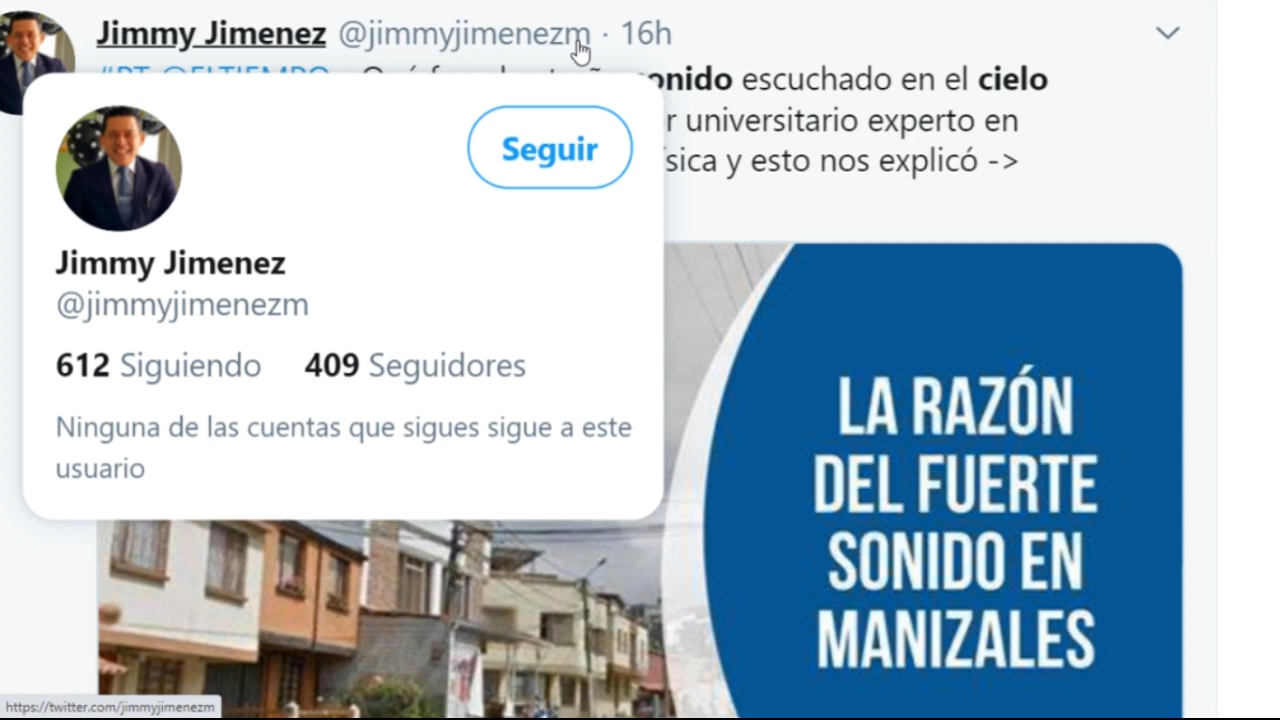 Jimmy Jimenez @jimmyjimenezm · 16h
sonido escuchado en el cielo
r universitario experto en
ísica y esto nos explicó ->
Seguir
Jimmy Jimenez
@jimmyjimenezm
612 Siguiendo 409 Seguidores
Ninguna de las cuentas que sigues sigue a este
usuario
LA RAZÓN
DEL FUERTE
SONIDO EN
MANIZALES
https://twitter.com/jimmyjimenezm